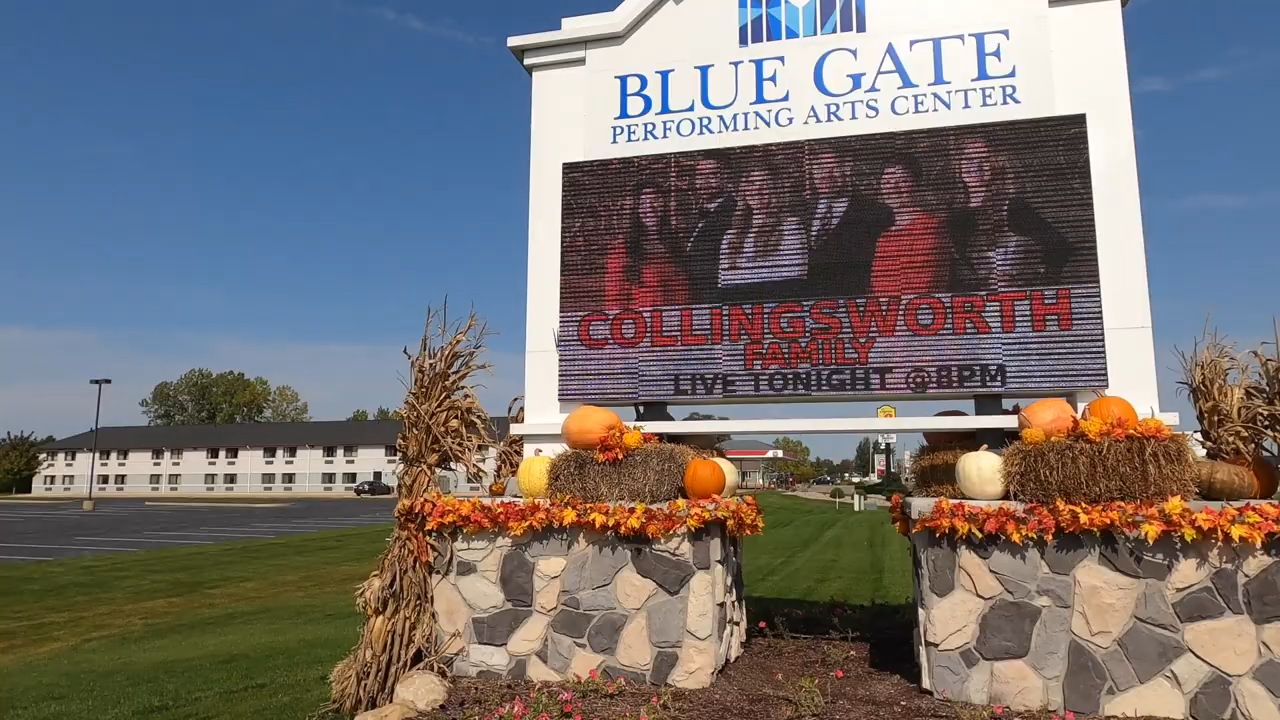 BLUE GATE
PERFORMING ARTS CENTER
COLLINGSWORTH
FAMILY
LIVE TONIGHT @8PM